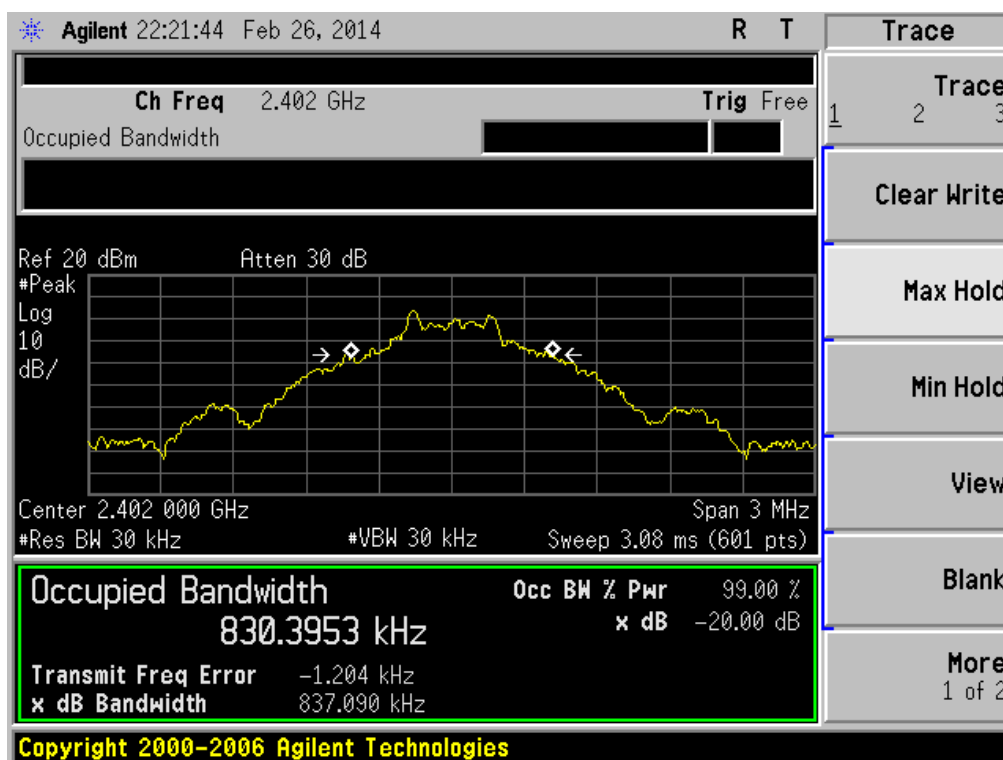 Agilent 22:21:44 Feb 26, 2014 R T Trace
Ch Freq 2.402 GHz Trig Free
Occupied Bandwidth
Trace
1 2 3
Clear Write
Max Hold
Min Hold
View
Blank
More
1 of 2
Ref 20 dBm Atten 30 dB
#Peak
Log
10
dB/
Center 2.402 000 GHz Span 3 MHz
#Res BW 30 kHz #VBW 30 kHz Sweep 3.08 ms (601 pts)
Occupied Bandwidth Occ BW % Pwr 99.00 %
830.3953 kHz x dB -20.00 dB
Transmit Freq Error -1.204 kHz
x dB Bandwidth 837.090 kHz
Copyright 2000-2006 Agilent Technologies